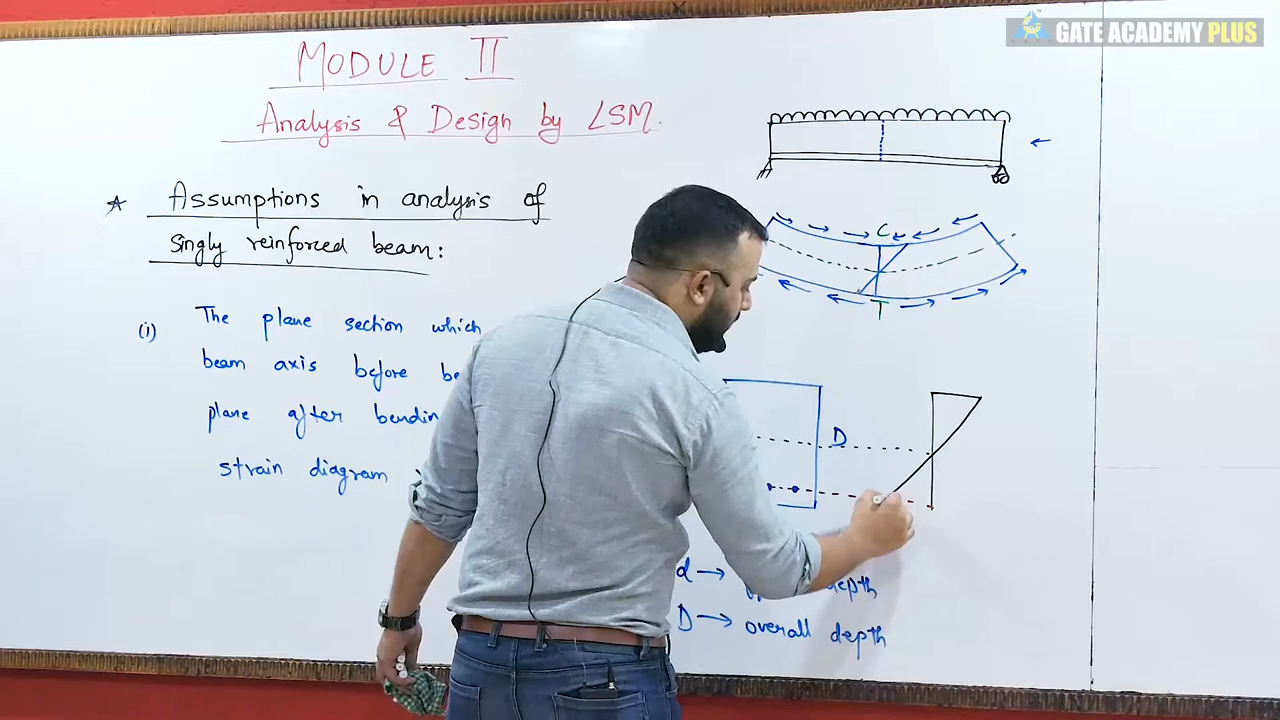 GATE ACADEMY PLUS
MODULE II
Analysis & Design by LSM.
Assumptions in analysis of
singly reinforced beam:
(i) The plane section which
beam axis before
plane after
strain diagram
C
T
D
d → depth
D → overall depth